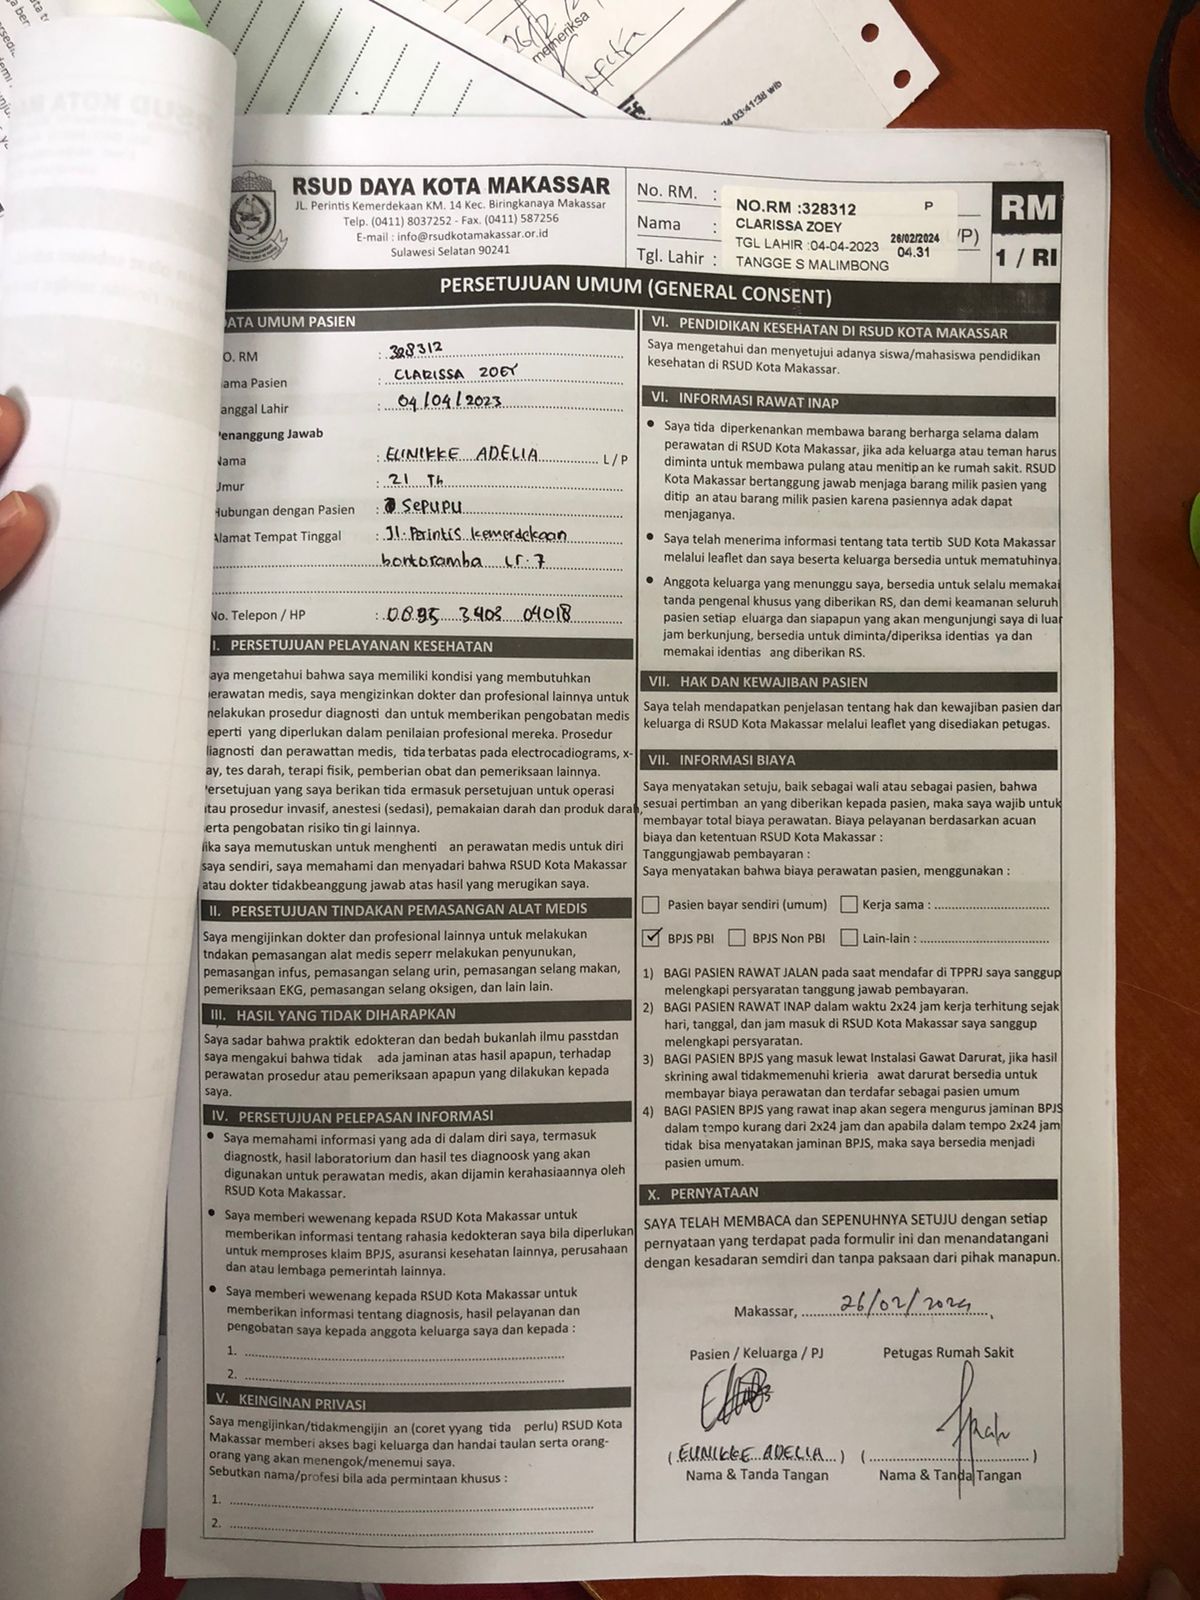 26/2/2
memeriksa
24 03:41:38 wib
RSUD DAYA KOTA MAKASSAR
JL. Perintis Kemerdekaan KM. 14 Kec. Biringkanaya Makassar
Telp. (0411) 8037252 - Fax. (0411) 587256
E-mail : info@rsudkotamakassar.or.id
Sulawesi Selatan 90241
No. RM. :
Nama :
Tgl. Lahir :
NO.RM :328312 P
CLARISSA ZOEY
TGL LAHIR :04-04-2023 26/02/2024
TANGGE S MALIMBONG 04.31
/P)
RM
1 / RI
PERSETUJUAN UMUM (GENERAL CONSENT)
DATA UMUM PASIEN
O. RM : 328312
ama Pasien : CLARISSA ZOEY
anggal Lahir : 04/04/2023
Penanggung Jawab
Nama : EUNIKKE ADELIA L / P
Umur : 21 Th
Hubungan dengan Pasien : SEPUPU
Alamat Tempat Tinggal : Jl. Perintis kemerdekaan
bontoramba Lr. 7
No. Telepon / HP : 0895 3403 04018
I. PERSETUJUAN PELAYANAN KESEHATAN
aya mengetahui bahwa saya memiliki kondisi yang membutuhkan
erawatan medis, saya mengizinkan dokter dan profesional lainnya untuk
melakukan prosedur diagnosti dan untuk memberikan pengobatan medis
eperti yang diperlukan dalam penilaian profesional mereka. Prosedur
diagnosti dan perawattan medis, tida terbatas pada electrocadiograms, x-
ay, tes darah, terapi fisik, pemberian obat dan pemeriksaan lainnya.
Persetujuan yang saya berikan tida ermasuk persetujuan untuk operasi
atau prosedur invasif, anestesi (sedasi), pemakaian darah dan produk darah,
erta pengobatan risiko tin gi lainnya.
ika saya memutuskan untuk menghenti an perawatan medis untuk diri
saya sendiri, saya memahami dan menyadari bahwa RSUD Kota Makassar
atau dokter tidakbeanggung jawab atas hasil yang merugikan saya.
II. PERSETUJUAN TINDAKAN PEMASANGAN ALAT MEDIS
Saya mengijinkan dokter dan profesional lainnya untuk melakukan
tndakan pemasangan alat medis seperr melakukan penyunukan,
pemasangan infus, pemasangan selang urin, pemasangan selang makan,
pemeriksaan EKG, pemasangan selang oksigen, dan lain lain.
III. HASIL YANG TIDAK DIHARAPKAN
Saya sadar bahwa praktik edokteran dan bedah bukanlah ilmu passtdan
saya mengakui bahwa tidak ada jaminan atas hasil apapun, terhadap
perawatan prosedur atau pemeriksaan apapun yang dilakukan kepada
saya.
IV. PERSETUJUAN PELEPASAN INFORMASI
• Saya memahami informasi yang ada di dalam diri saya, termasuk
diagnostk, hasil laboratorium dan hasil tes diagnoosk yang akan
digunakan untuk perawatan medis, akan dijamin kerahasiaannya oleh
RSUD Kota Makassar.
• Saya memberi wewenang kepada RSUD Kota Makassar untuk
memberikan informasi tentang rahasia kedokteran saya bila diperlukan
untuk memproses klaim BPJS, asuransi kesehatan lainnya, perusahaan
dan atau lembaga pemerintah lainnya.
• Saya memberi wewenang kepada RSUD Kota Makassar untuk
memberikan informasi tentang diagnosis, hasil pelayanan dan
pengobatan saya kepada anggota keluarga saya dan kepada :
1.
2.
V. KEINGINAN PRIVASI
Saya mengijinkan/tidakmengijin an (coret yyang tida perlu) RSUD Kota
Makassar memberi akses bagi keluarga dan handai taulan serta orang-
orang yang akan menengok/menemui saya.
Sebutkan nama/profesi bila ada permintaan khusus :
1.
2.
VI. PENDIDIKAN KESEHATAN DI RSUD KOTA MAKASSAR
Saya mengetahui dan menyetujui adanya siswa/mahasiswa pendidikan
kesehatan di RSUD Kota Makassar.
VI. INFORMASI RAWAT INAP
• Saya tida diperkenankan membawa barang berharga selama dalam
perawatan di RSUD Kota Makassar, jika ada keluarga atau teman harus
diminta untuk membawa pulang atau menitip an ke rumah sakit. RSUD
Kota Makassar bertanggung jawab menjaga barang milik pasien yang
ditip an atau barang milik pasien karena pasiennya adak dapat
menjaganya.
• Saya telah menerima informasi tentang tata tertib SUD Kota Makassar
melalui leaflet dan saya beserta keluarga bersedia untuk mematuhinya.
• Anggota keluarga yang menunggu saya, bersedia untuk selalu memakai
tanda pengenal khusus yang diberikan RS, dan demi keamanan seluruh
pasien setiap eluarga dan siapapun yang akan mengunjungi saya di luar
jam berkunjung, bersedia untuk diminta/diperiksa identias ya dan
memakai identias ang diberikan RS.
VII. HAK DAN KEWAJIBAN PASIEN
Saya telah mendapatkan penjelasan tentang hak dan kewajiban pasien dan
keluarga di RSUD Kota Makassar melalui leaflet yang disediakan petugas.
VII. INFORMASI BIAYA
Saya menyatakan setuju, baik sebagai wali atau sebagai pasien, bahwa
sesuai pertimban an yang diberikan kepada pasien, maka saya wajib untuk
membayar total biaya perawatan. Biaya pelayanan berdasarkan acuan
biaya dan ketentuan RSUD Kota Makassar :
Tanggungjawab pembayaran :
Saya menyatakan bahwa biaya perawatan pasien, menggunakan :
Pasien bayar sendiri (umum) Kerja sama :
BPJS PBI BPJS Non PBI Lain-lain :
1) BAGI PASIEN RAWAT JALAN pada saat mendafar di TPPRJ saya sanggup
melengkapi persyaratan tanggung jawab pembayaran.
2) BAGI PASIEN RAWAT INAP dalam waktu 2x24 jam kerja terhitung sejak
hari, tanggal, dan jam masuk di RSUD Kota Makassar saya sanggup
melengkapi persyaratan.
3) BAGI PASIEN BPJS yang masuk lewat Instalasi Gawat Darurat, jika hasil
skrining awal tidakmemenuhi krieria awat darurat bersedia untuk
membayar biaya perawatan dan terdafar sebagai pasien umum
4) BAGI PASIEN BPJS yang rawat inap akan segera mengurus jaminan BPJS
dalam tempo kurang dari 2x24 jam dan apabila dalam tempo 2x24 jam
tidak bisa menyatakan jaminan BPJS, maka saya bersedia menjadi
pasien umum.
X. PERNYATAAN
SAYA TELAH MEMBACA dan SEPENUHNYA SETUJU dengan setiap
pernyataan yang terdapat pada formulir ini dan menandatangani
dengan kesadaran semdiri dan tanpa paksaan dari pihak manapun.
Makassar, 26/02/2024
Pasien / Keluarga / PJ Petugas Rumah Sakit
( EUNIKKE ADELIA ) ( )
Nama & Tanda Tangan Nama & Tanda Tangan